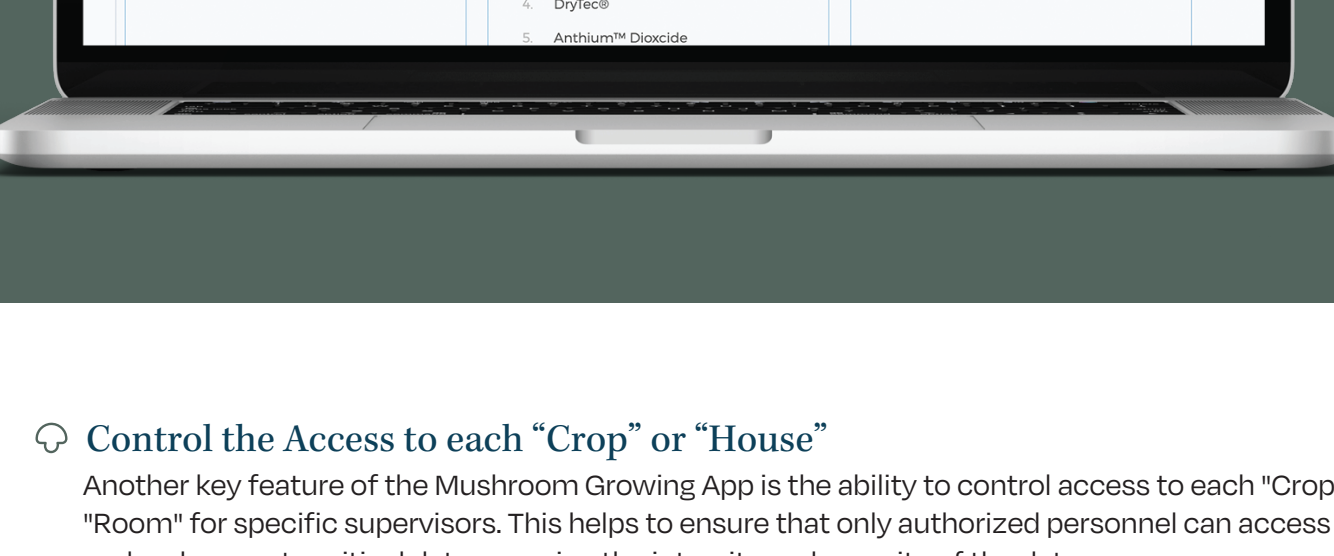 4. DryTec®
5. Anthium™ Dioxcide
Control the Access to each “Crop” or “House”
Another key feature of the Mushroom Growing App is the ability to control access to each "Crop
"Room" for specific supervisors. This helps to ensure that only authorized personnel can access